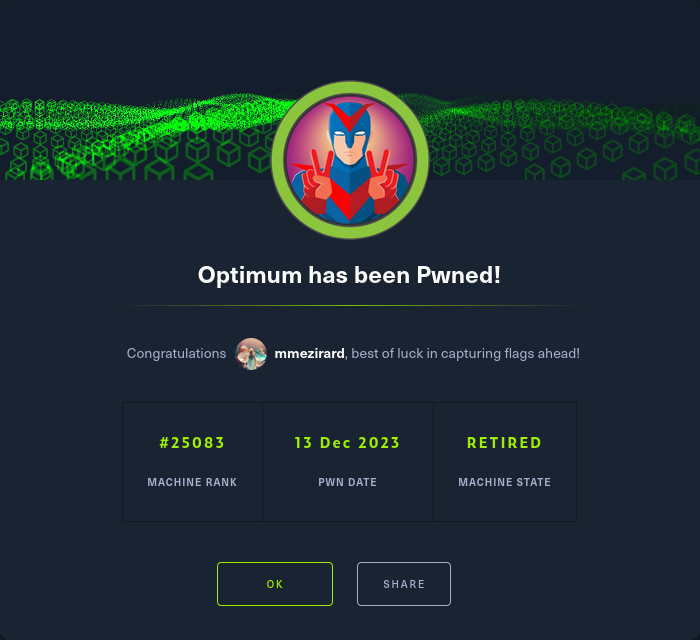 Optimum has been Pwned!
Congratulations mmezirard, best of luck in capturing flags ahead!
#25083 13 Dec 2023 RETIRED
MACHINE RANK PWN DATE MACHINE STATE
OK SHARE